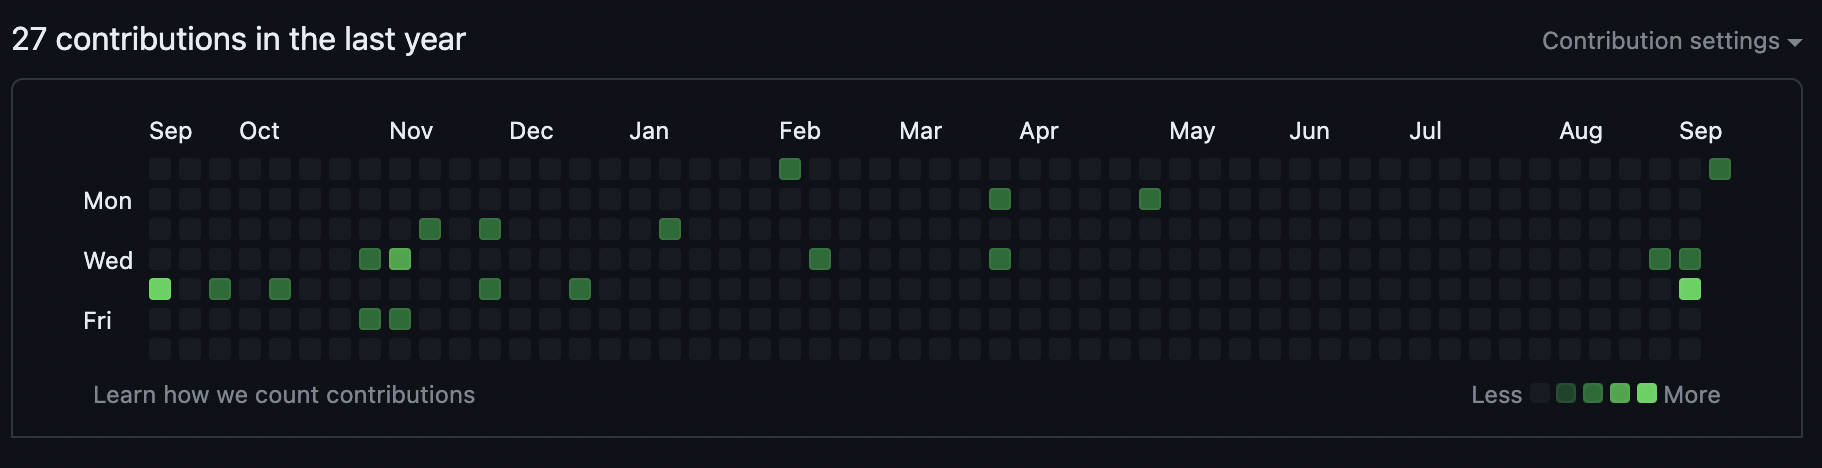 27 contributions in the last year
Contribution settings
Sep Oct Nov Dec Jan Feb Mar Apr May Jun Jul Aug Sep
Mon
Wed
Fri
Learn how we count contributions
Less More